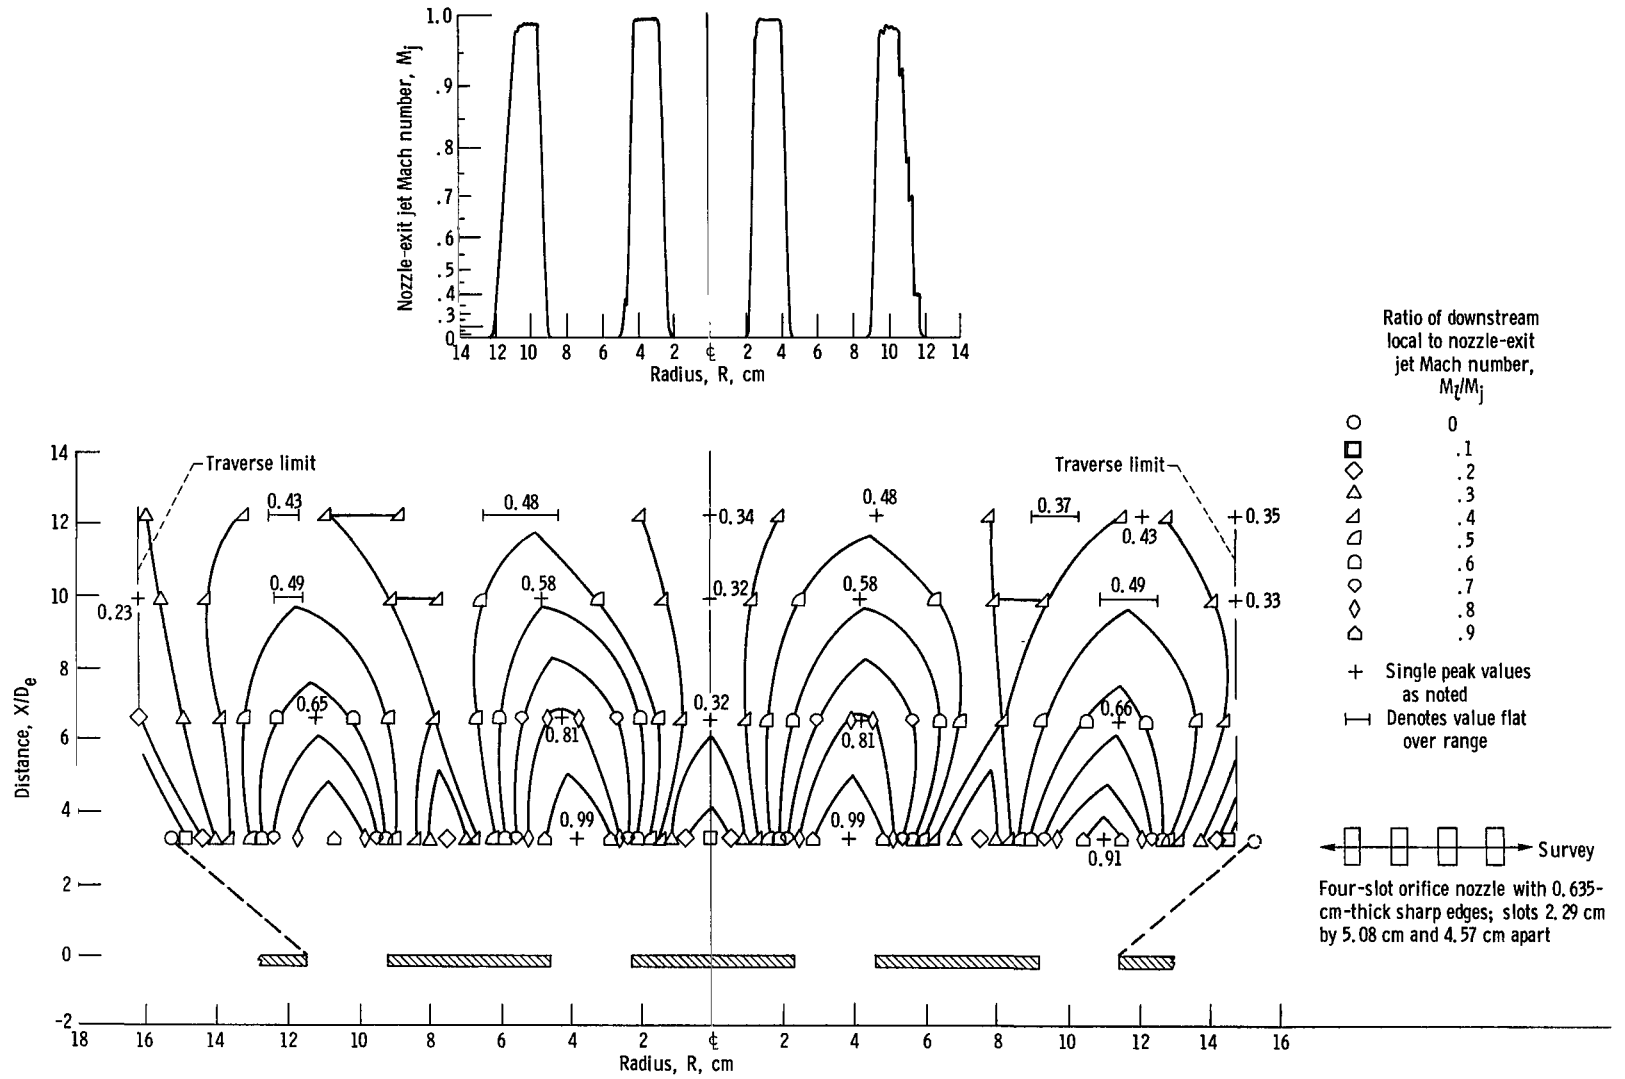 Nozzle-exit jet Mach number, Mj
1.0
.9
.8
.7
.6
.5
.4
.3
0
14 12 10 8 6 4 2 ℄ 2 4 6 8 10 12 14
Radius, R, cm
Ratio of downstream
local to nozzle-exit
jet Mach number,
Ml/Mj
0
.1
.2
.3
.4
.5
.6
.7
.8
.9
Single peak values
as noted
Denotes value flat
over range
Survey
Four-slot orifice nozzle with 0.635-
cm-thick sharp edges; slots 2.29 cm
by 5.08 cm and 4.57 cm apart
Distance, X/De
14
12
10
8
6
4
2
0
-2
Traverse limit Traverse limit
0.43 0.48 0.34 0.48 0.37 0.43 0.35
0.23 0.49 0.58 0.32 0.58 0.49 0.33
0.65 0.81 0.32 0.81 0.66
0.99 0.99 0.91
18 16 14 12 10 8 6 4 2 ℄ 2 4 6 8 10 12 14 16
Radius, R, cm